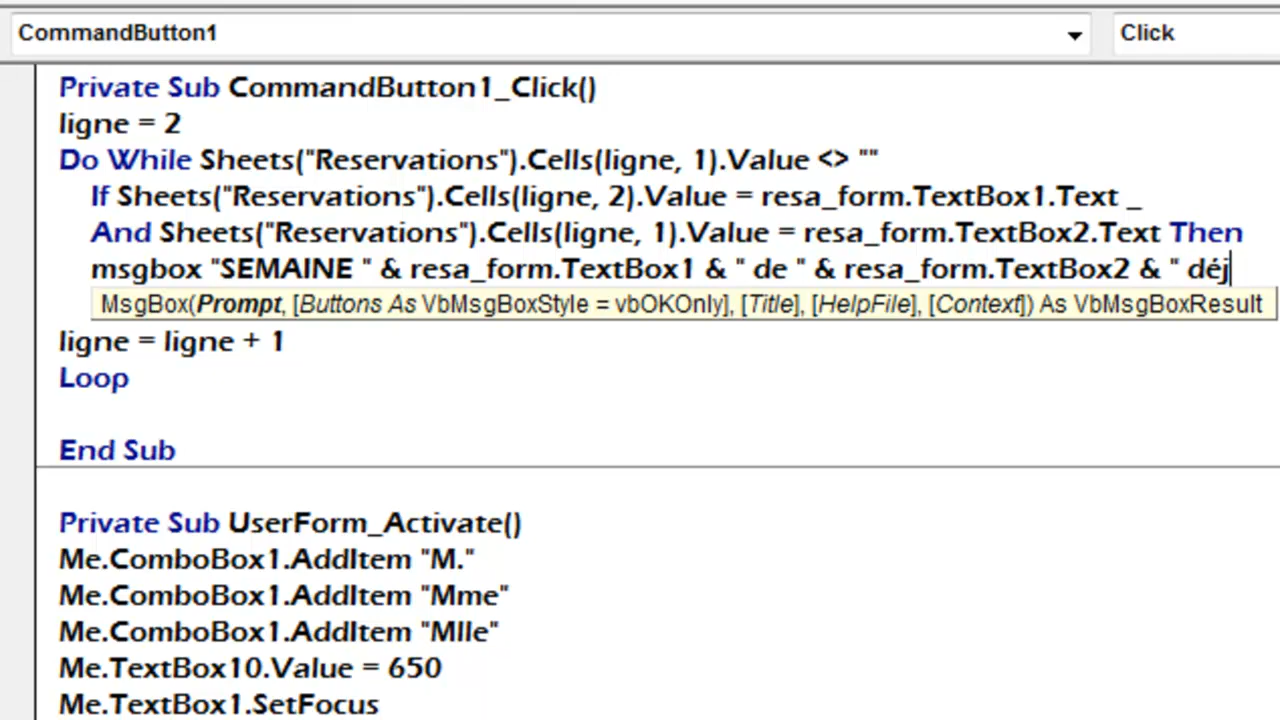 CommandButton1
Click
Private Sub CommandButton1_Click()
ligne = 2
Do While Sheets("Reservations").Cells(ligne, 1).Value <> ""
If Sheets("Reservations").Cells(ligne, 2).Value = resa_form.TextBox1.Text _
And Sheets("Reservations").Cells(ligne, 1).Value = resa_form.TextBox2.Text Then
msgbox "SEMAINE " & resa_form.TextBox1 & " de " & resa_form.TextBox2 & " déj
MsgBox(Prompt, [Buttons As VbMsgBoxStyle = vbOKOnly], [Title], [HelpFile], [Context]) As VbMsgBoxResult
ligne = ligne + 1
Loop
End Sub
Private Sub UserForm_Activate()
Me.ComboBox1.AddItem "M."
Me.ComboBox1.AddItem "Mme"
Me.ComboBox1.AddItem "Mlle"
Me.TextBox10.Value = 650
Me.TextBox1.SetFocus